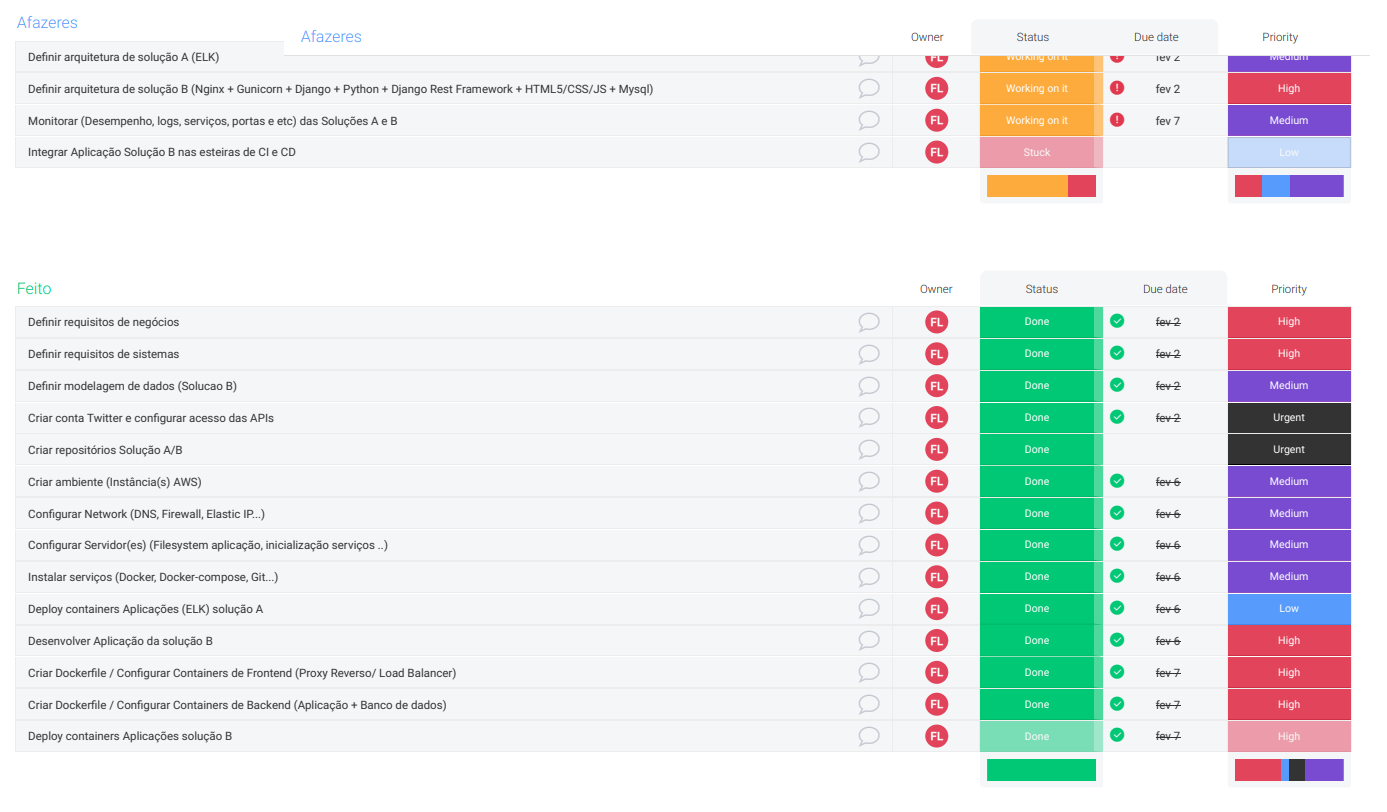 Afazeres
Afazeres Owner Status Due date Priority
Definir arquitetura de solução A (ELK) FL Working on it ! fev 2 Medium
Definir arquitetura de solução B (Nginx + Gunicorn + Django + Python + Django Rest Framework + HTML5/CSS/JS + Mysql) FL Working on it ! fev 2 High
Monitorar (Desempenho, logs, serviços, portas e etc) das Soluções A e B FL Working on it ! fev 7 Medium
Integrar Aplicação Solução B nas esteiras de CI e CD FL Stuck Low
Feito Owner Status Due date Priority
Definir requisitos de negócios FL Done fev 2 High
Definir requisitos de sistemas FL Done fev 2 High
Definir modelagem de dados (Solucao B) FL Done fev 2 Medium
Criar conta Twitter e configurar acesso das APIs FL Done fev 2 Urgent
Criar repositórios Solução A/B FL Done Urgent
Criar ambiente (Instância(s) AWS) FL Done fev 6 Medium
Configurar Network (DNS, Firewall, Elastic IP...) FL Done fev 6 Medium
Configurar Servidor(es) (Filesystem aplicação, inicialização serviços ..) FL Done fev 6 Medium
Instalar serviços (Docker, Docker-compose, Git...) FL Done fev 6 Medium
Deploy containers Aplicações (ELK) solução A FL Done fev 6 Low
Desenvolver Aplicação da solução B FL Done fev 6 High
Criar Dockerfile / Configurar Containers de Frontend (Proxy Reverso/ Load Balancer) FL Done fev 7 High
Criar Dockerfile / Configurar Containers de Backend (Aplicação + Banco de dados) FL Done fev 7 High
Deploy containers Aplicações solução B FL Done fev 7 High